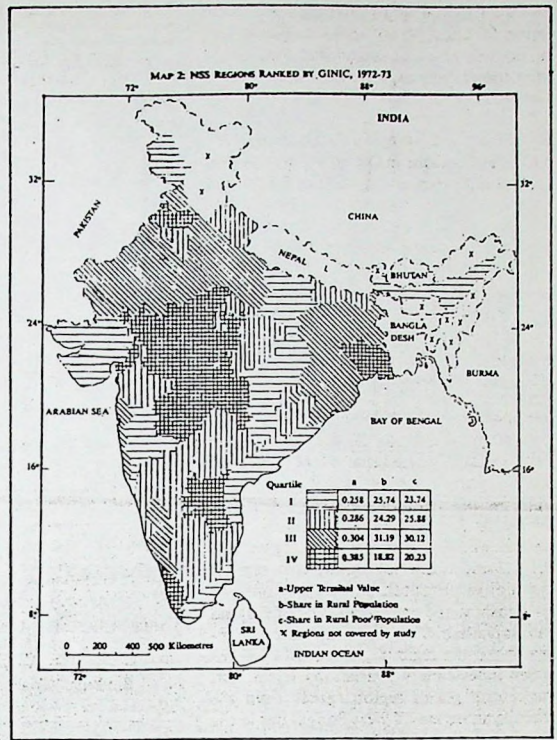 MAP 2: NSS REGIONS RANKED BY GINIC, 1972-73
72° 80° 88° 96°
INDIA
32° 32°
PAKISTAN
CHINA
NEPAL
BHUTAN
24° 24°
BANGLA
DESH
BURMA
ARABIAN SEA
BAY OF BENGAL
16° 16°
Quartile a b c
I 0.258 25.74 23.74
II 0.286 24.29 25.88
III 0.304 31.19 30.12
IV 0.385 18.82 20.23
a-Upper Terminal Value
b-Share in Rural Population
c-Share in Rural Poor Population
X Regions not covered by study
8° 8°
SRI
LANKA
0 200 400 500 Kilometres
INDIAN OCEAN
72° 80° 88°